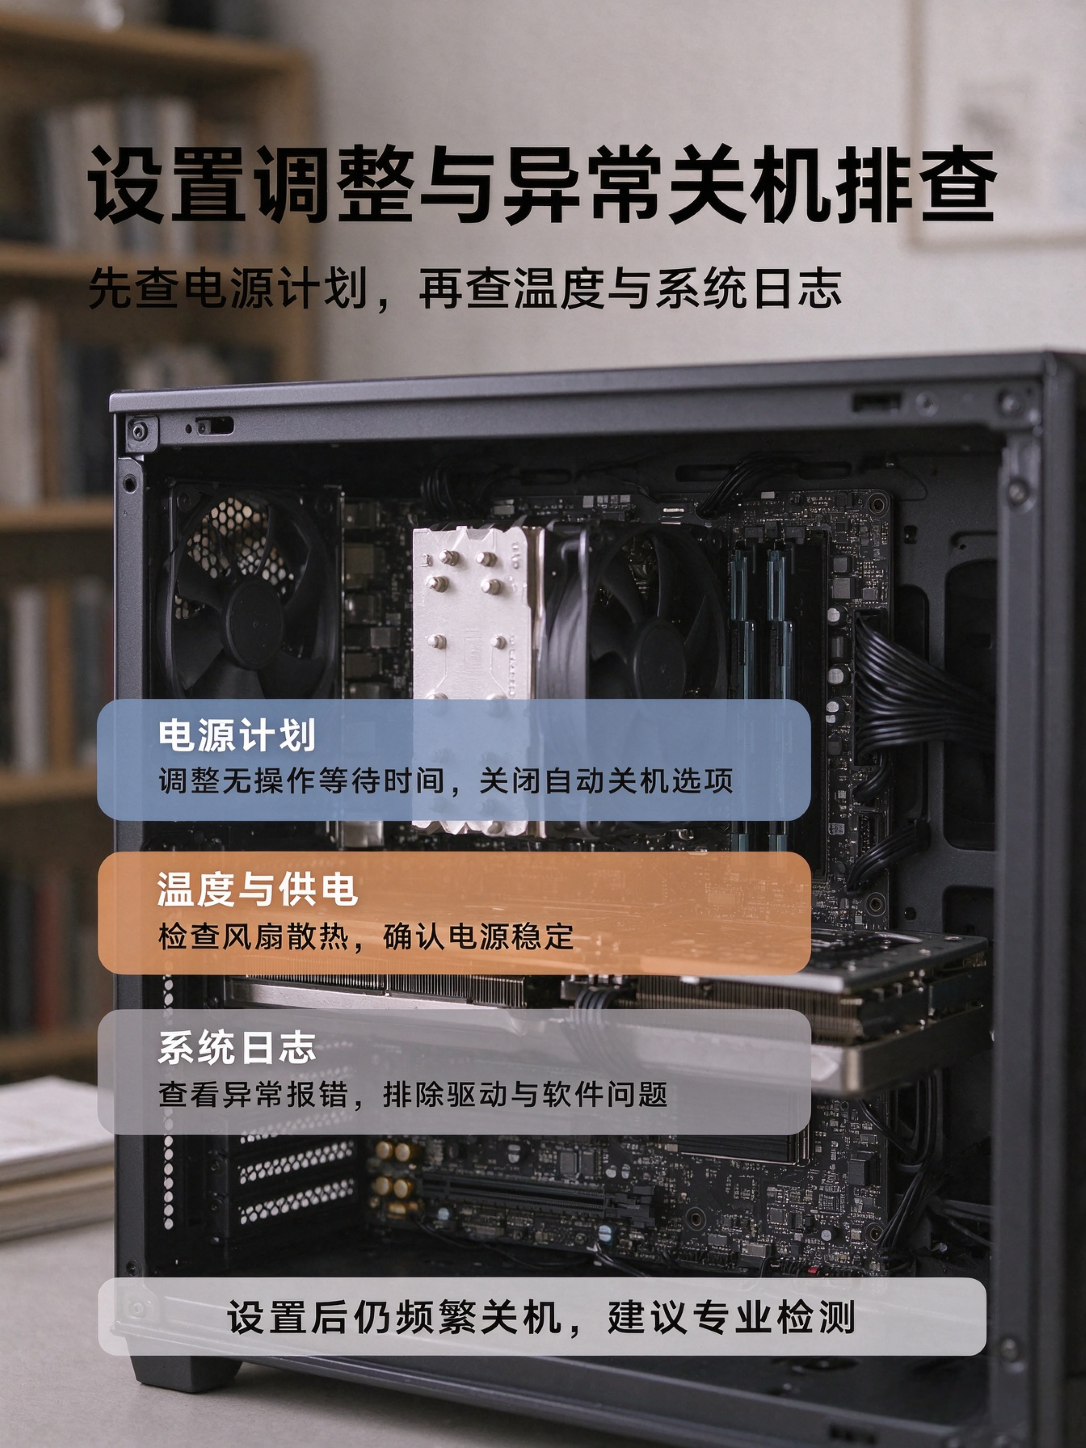 设置调整与异常关机排查
先查电源计划，再查温度与系统日志
电源计划
调整无操作等待时间，关闭自动关机选项
温度与供电
检查风扇散热，确认电源稳定
系统日志
查看异常报错，排除驱动与软件问题
设置后仍频繁关机，建议专业检测